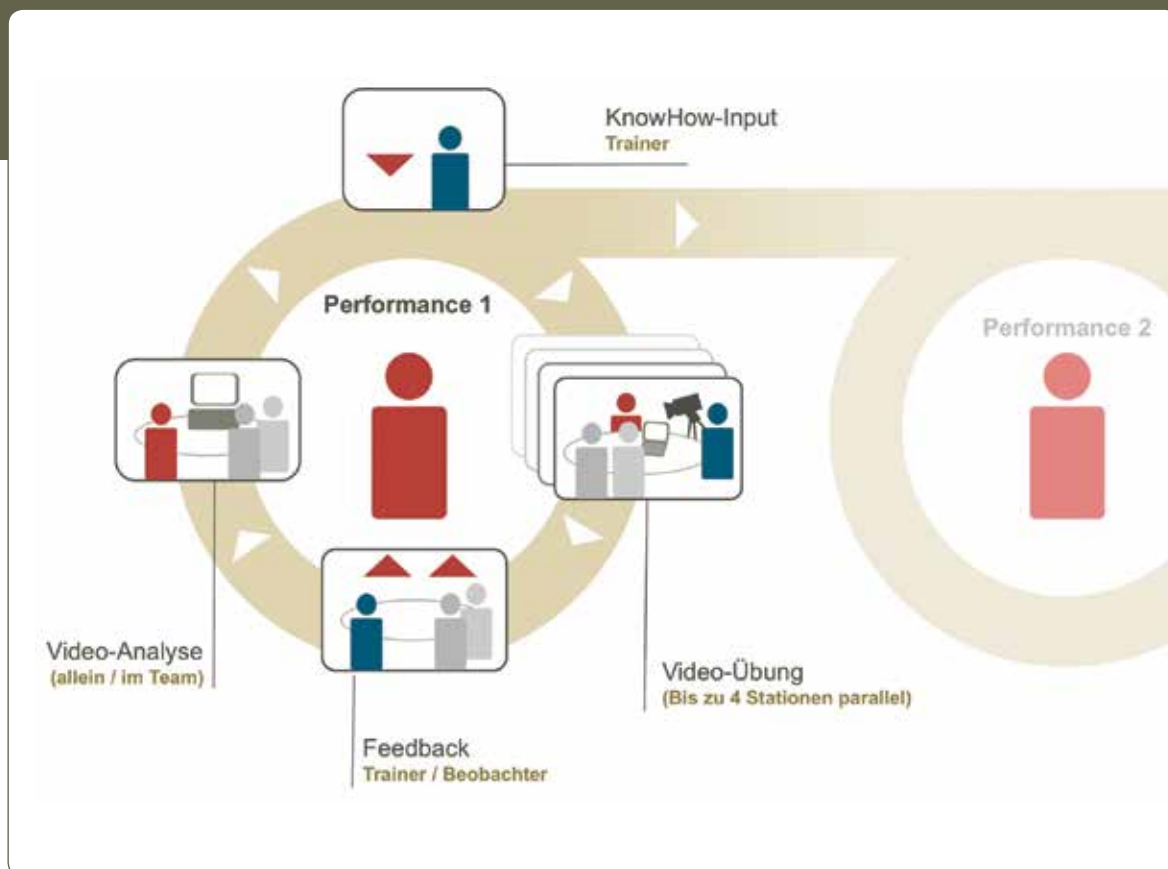 KnowHow-Input
Trainer
Performance 1
Performance 2
Video-Analyse
(allein / im Team)
Video-Übung
(Bis zu 4 Stationen parallel)
Feedback
Trainer / Beobachter